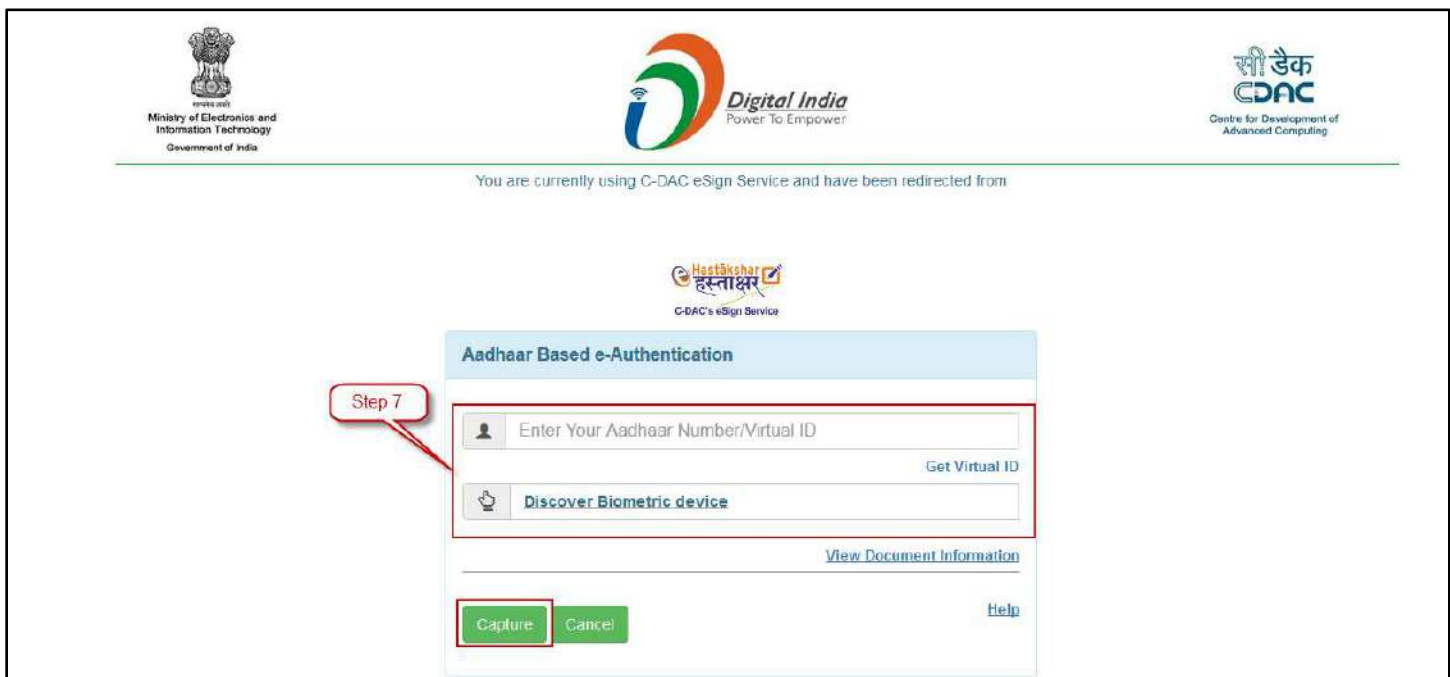 सत्यमेव जयते
Ministry of Electronics and
Information Technology
Government of India
Digital India
Power To Empower
सी डैक
CDAC
Centre for Development of
Advanced Computing
You are currently using C-DAC eSign Service and have been redirected from
e Hastākshar
हस्ताक्षर
C-DAC's eSign Service
Aadhaar Based e-Authentication
Step 7
Enter Your Aadhaar Number/Virtual ID
Get Virtual ID
Discover Biometric device
View Document Information
Capture
Cancel
Help